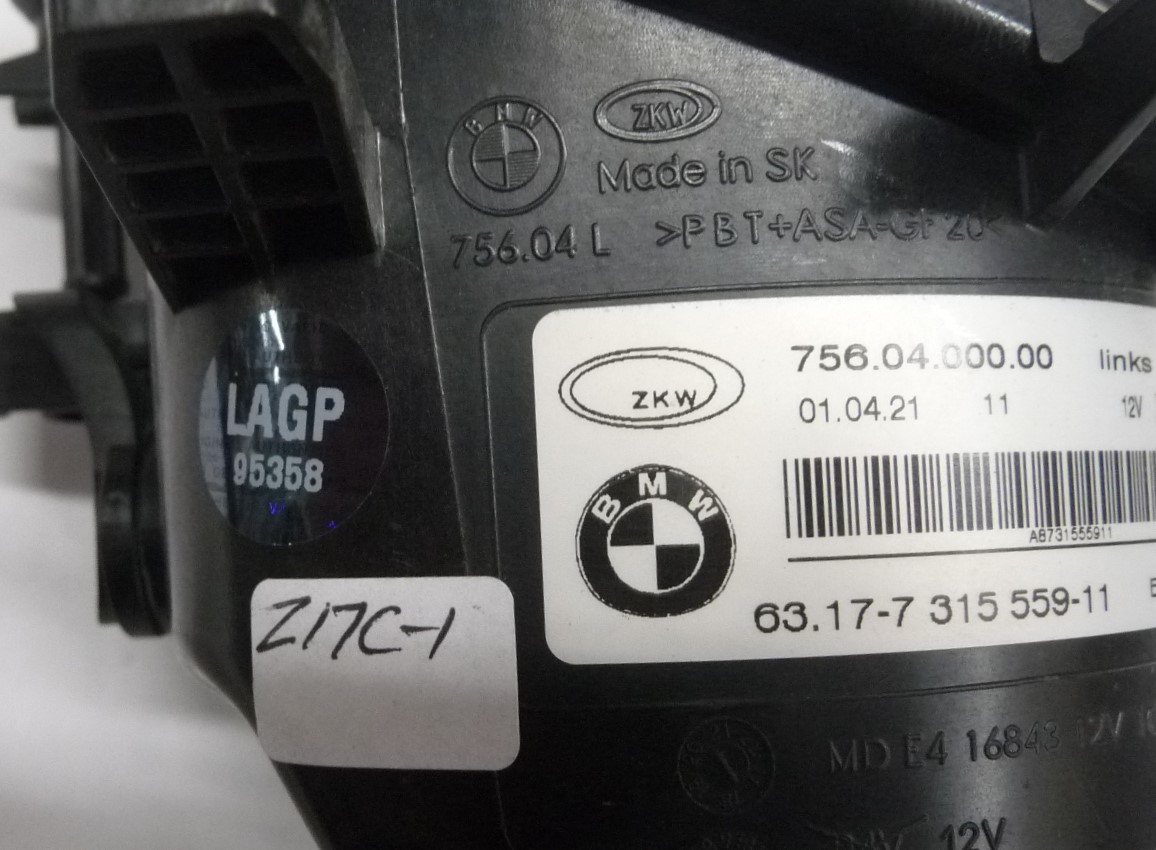 BMW
ZKW
Made in SK
756.04 L >PBT+ASA-GF20<
LAGP
95358
ZKW
756.04.000.00 links
01.04.21 11 12V
BMW
A8731555911
63.17-7 315 559-11
Z17C-1
MD E4 16843 12V
12V